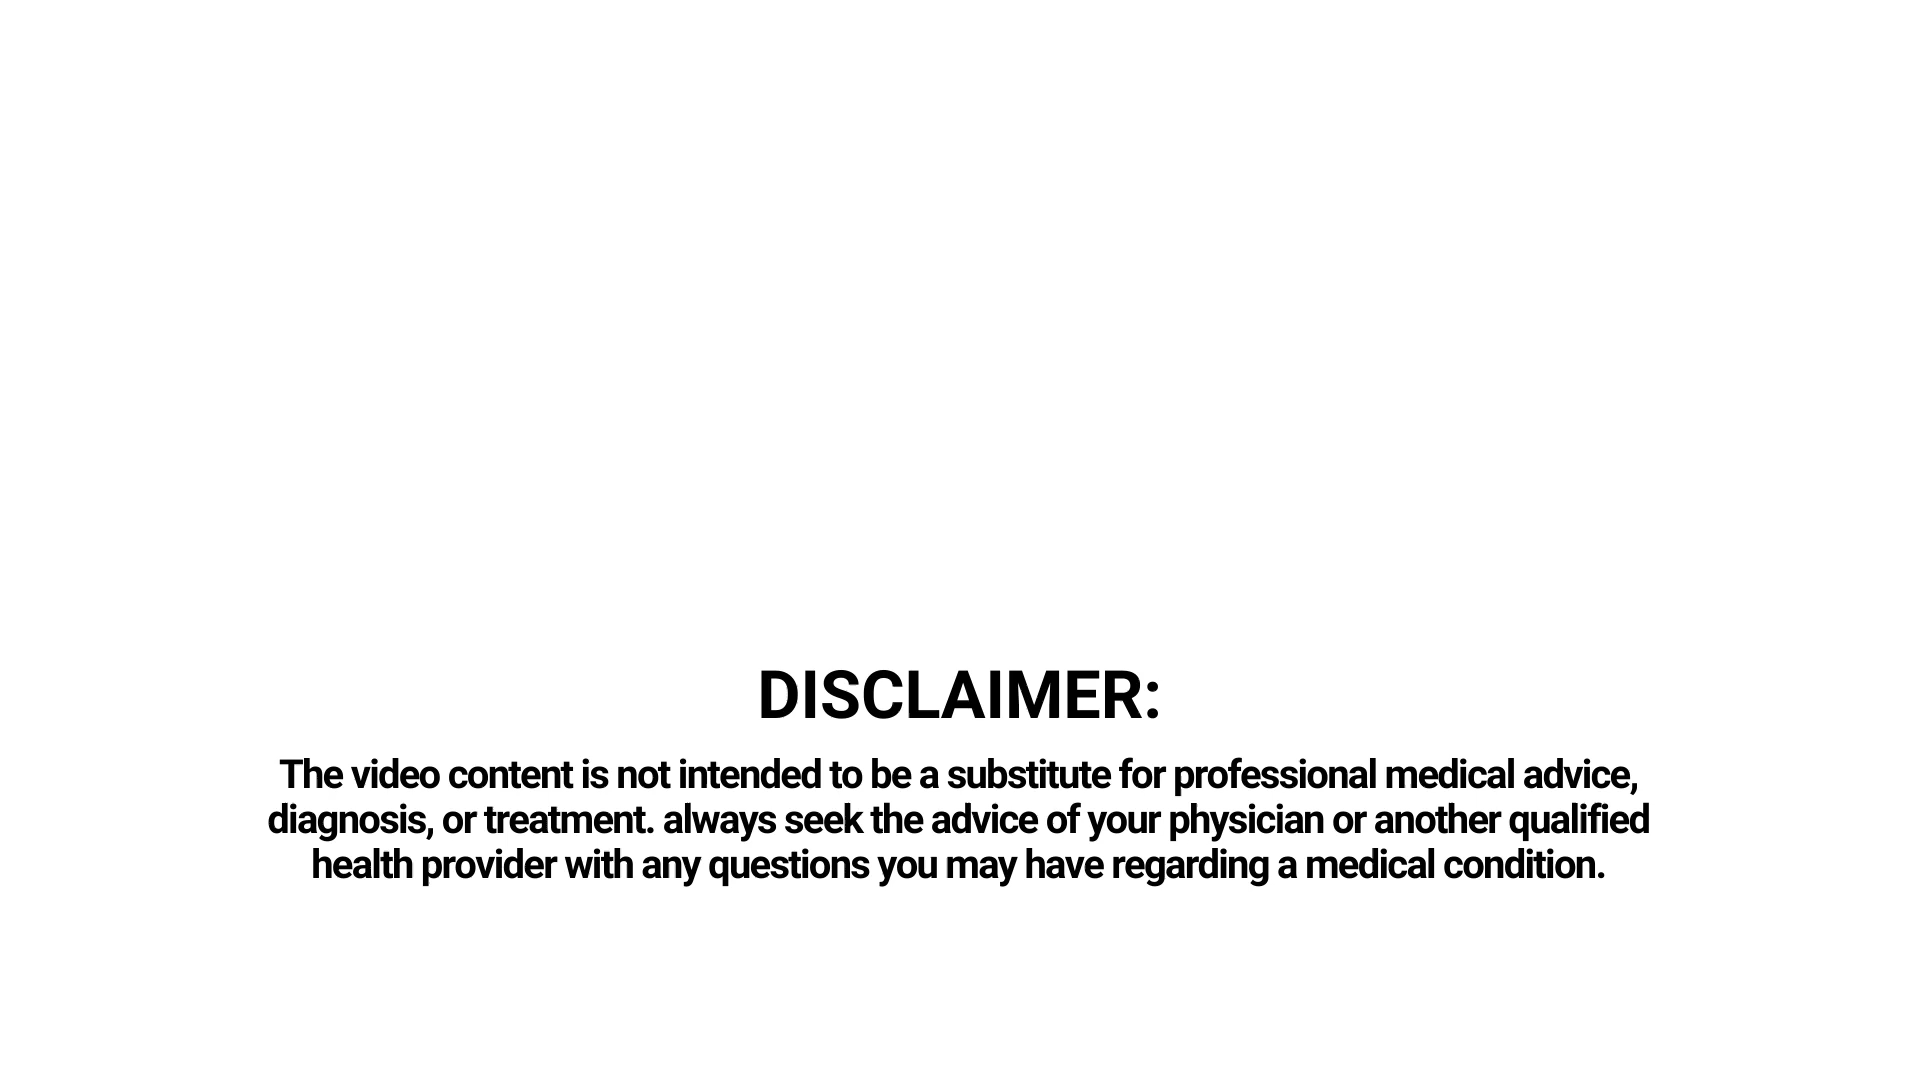 DISCLAIMER:
The video content is not intended to be a substitute for professional medical advice,
diagnosis, or treatment. always seek the advice of your physician or another qualified
health provider with any questions you may have regarding a medical condition.